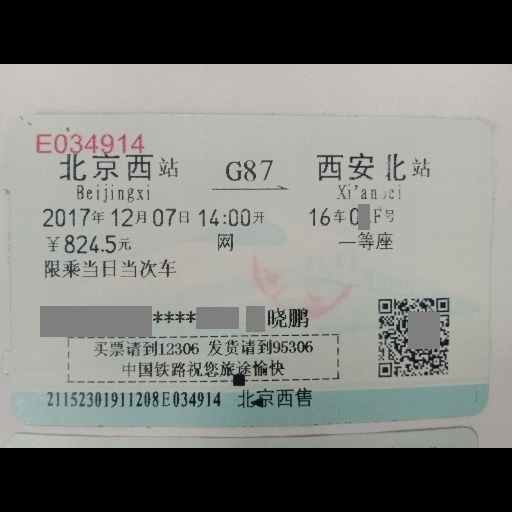 E034914
北京西站 G87 西安北站
Beijingxi Xi'anbei
2017年12月07日 14:00开 16车0 F号
￥824.5元 网 一等座
限乘当日当次车
**** 晓鹏
买票请到12306 发货请到95306
中国铁路祝您旅途愉快
21152301911208E034914 北京西售